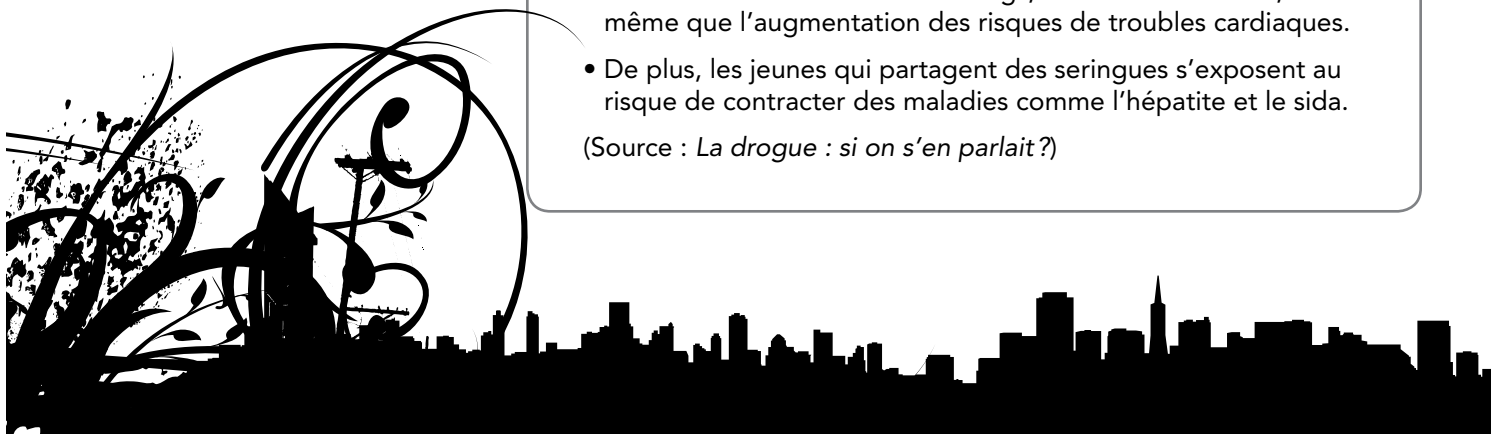 même que l’augmentation des risques de troubles cardiaques.
• De plus, les jeunes qui partagent des seringues s’exposent au
risque de contracter des maladies comme l’hépatite et le sida.
(Source : La drogue : si on s’en parlait ?)